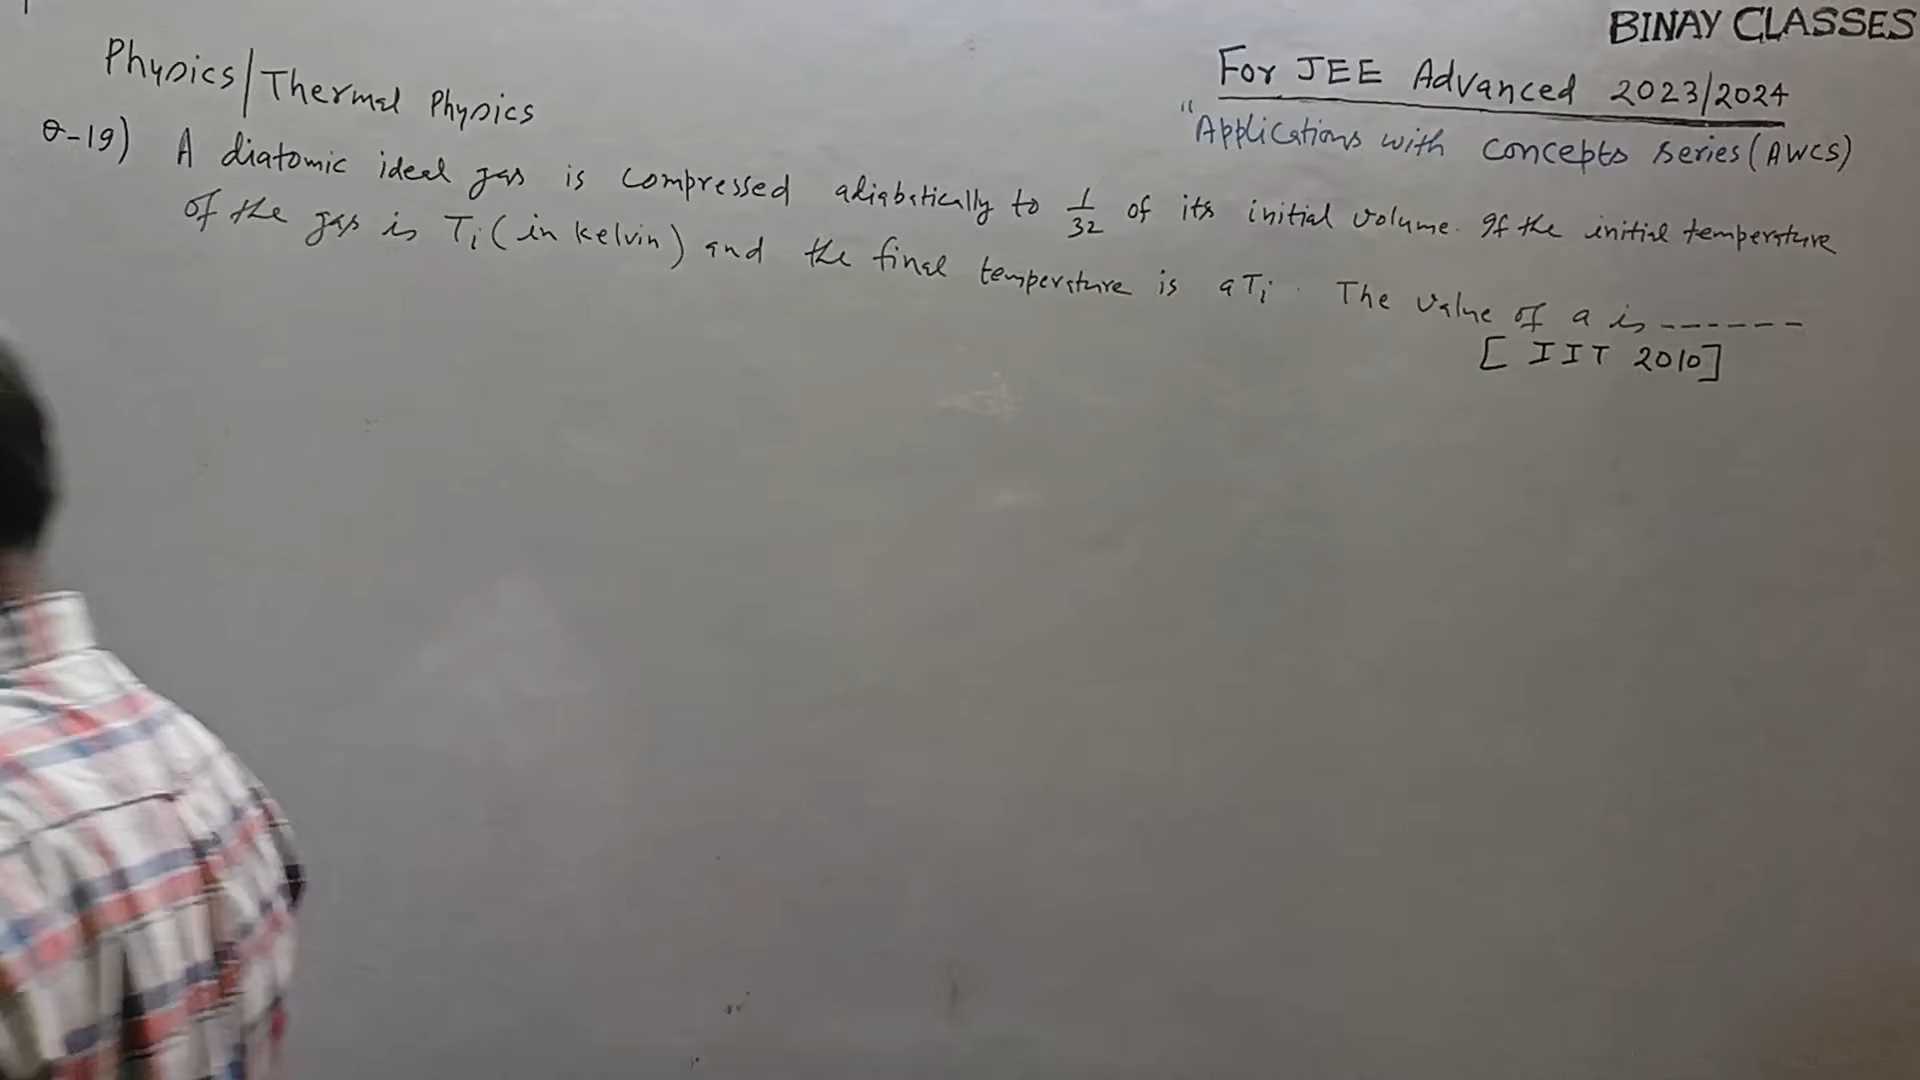 BINAY CLASSES
Physics/Thermal Physics
For JEE Advanced 2023/2024
"Applications with concepts series (AWCS)
Q-19) A diatomic ideal gas is compressed adiabatically to 1/32 of its initial volume. If the initial temperature
of the gas is Ti (in Kelvin) and the final temperature is aTi. The value of a is ------
[IIT 2010]